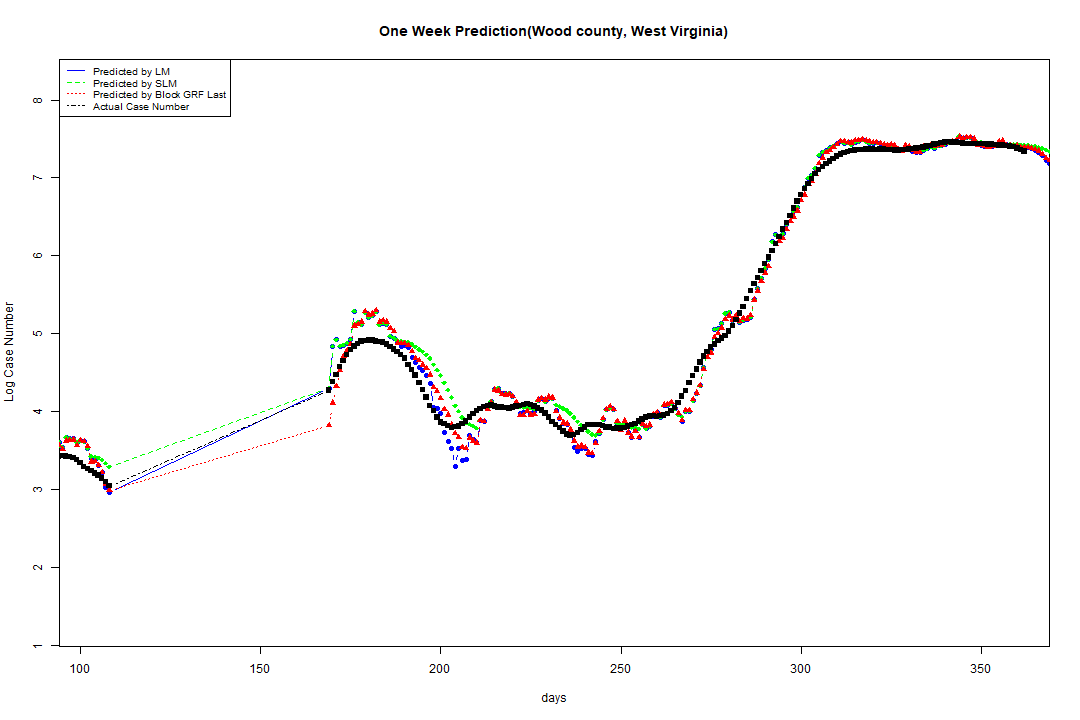 One Week Prediction(Wood county, West Virginia)
Predicted by LM
Predicted by SLM
Predicted by Block GRF Last
Actual Case Number
Log Case Number
8
7
6
5
4
3
2
1
100 150 200 250 300 350
days